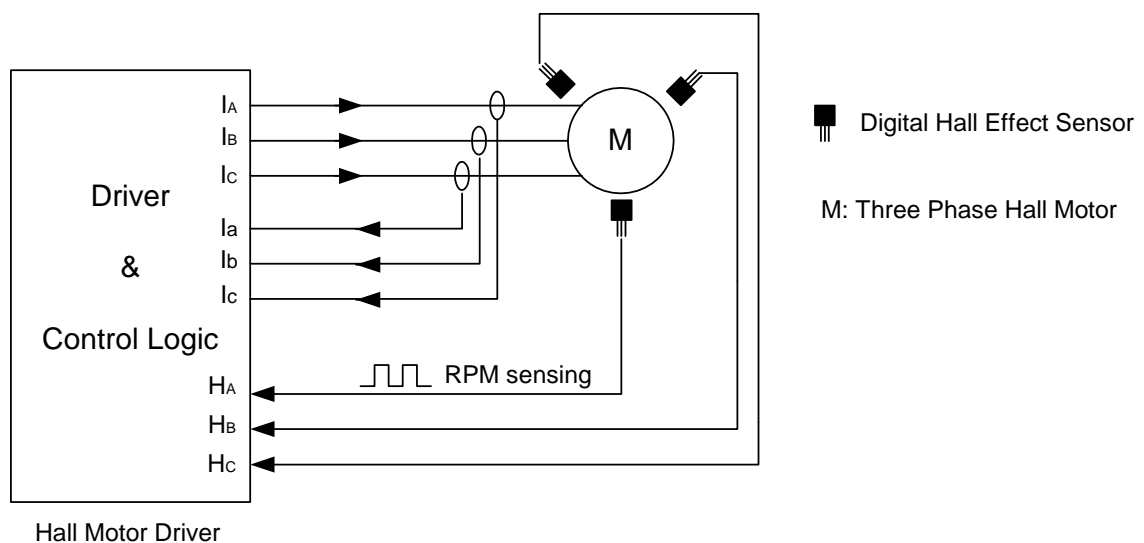 IA
IB
IC
Driver
&
Control Logic
Ia
Ib
Ic
HA
HB
HC
RPM sensing
M
Digital Hall Effect Sensor
M: Three Phase Hall Motor
Hall Motor Driver